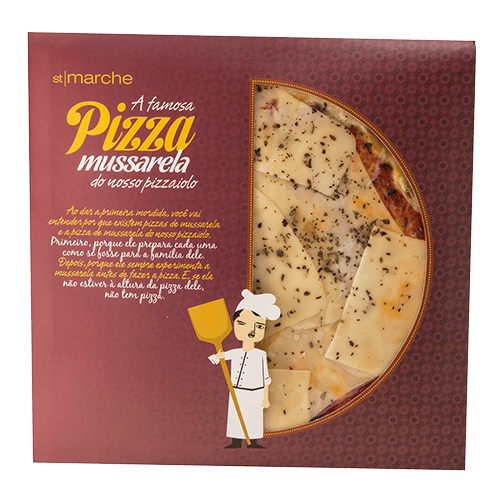 st|marche
A famosa
Pizza
mussarela
do nosso pizzaiolo
Ao dar a primeira mordida, você vai
entender por que existem pizzas de mussarela
e a pizza de mussarela do nosso pizzaiolo.
Primeiro, porque ele prepara cada uma
como se fosse para a família dele.
Depois, porque ele sempre experimenta a
mussarela antes de fazer a pizza. E, se ela
não estiver à altura da pizza dele,
não tem pizza.